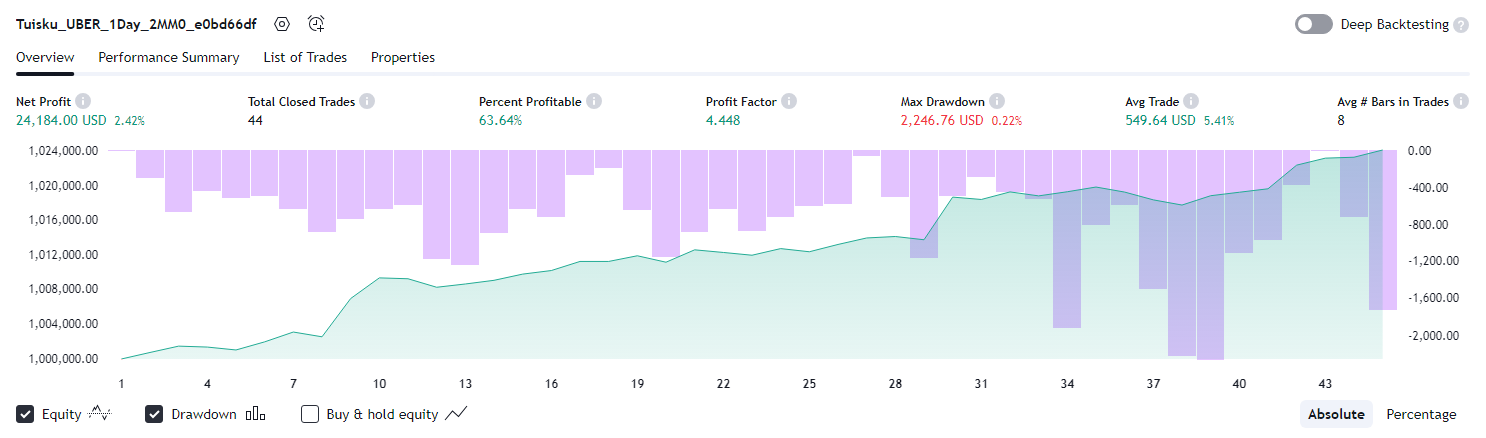 Tuisku_UBER_1Day_2MM0_e0bd66df Deep Backtesting ?
Overview Performance Summary List of Trades Properties
Net Profit i Total Closed Trades i Percent Profitable i Profit Factor i Max Drawdown i Avg Trade i Avg # Bars in Trades i
24,184.00 USD 2.42% 44 63.64% 4.448 2,246.76 USD 0.22% 549.64 USD 5.41% 8
1,024,000.00 0.00
1,020,000.00 -400.00
1,016,000.00 -800.00
1,012,000.00 -1,200.00
1,008,000.00 -1,600.00
1,004,000.00 -2,000.00
1,000,000.00
1 4 7 10 13 16 19 22 25 28 31 34 37 40 43
Equity Drawdown Buy & hold equity Absolute Percentage